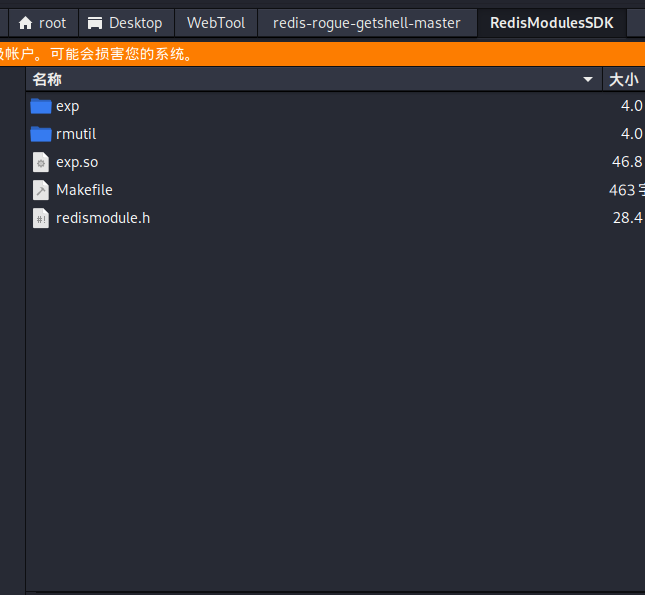 root Desktop WebTool redis-rogue-getshell-master RedisModulesSDK
帐户。可能会损害您的系统。
名称 大小
exp 4.0
rmutil 4.0
exp.so 46.8
Makefile 463
redismodule.h 28.4